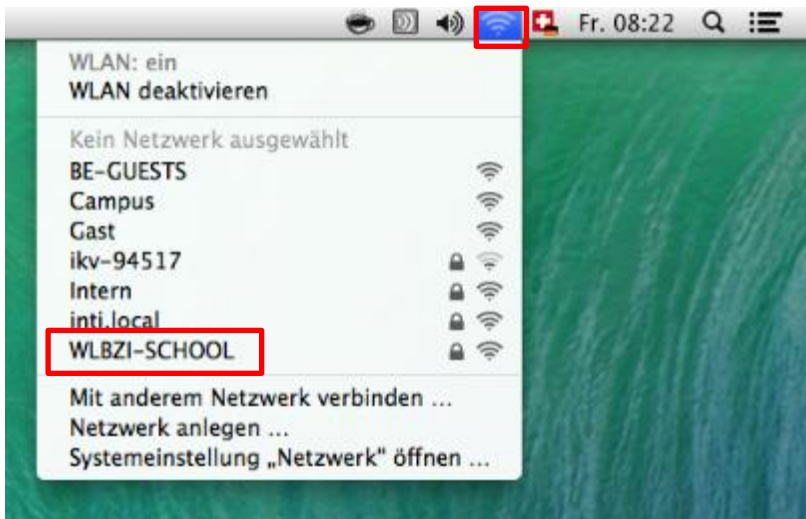 Fr. 08:22
WLAN: ein
WLAN deaktivieren
Kein Netzwerk ausgewählt
BE-GUESTS
Campus
Gast
ikv-94517
Intern
inti.local
WLBZI-SCHOOL
Mit anderem Netzwerk verbinden ...
Netzwerk anlegen ...
Systemeinstellung „Netzwerk" öffnen ...